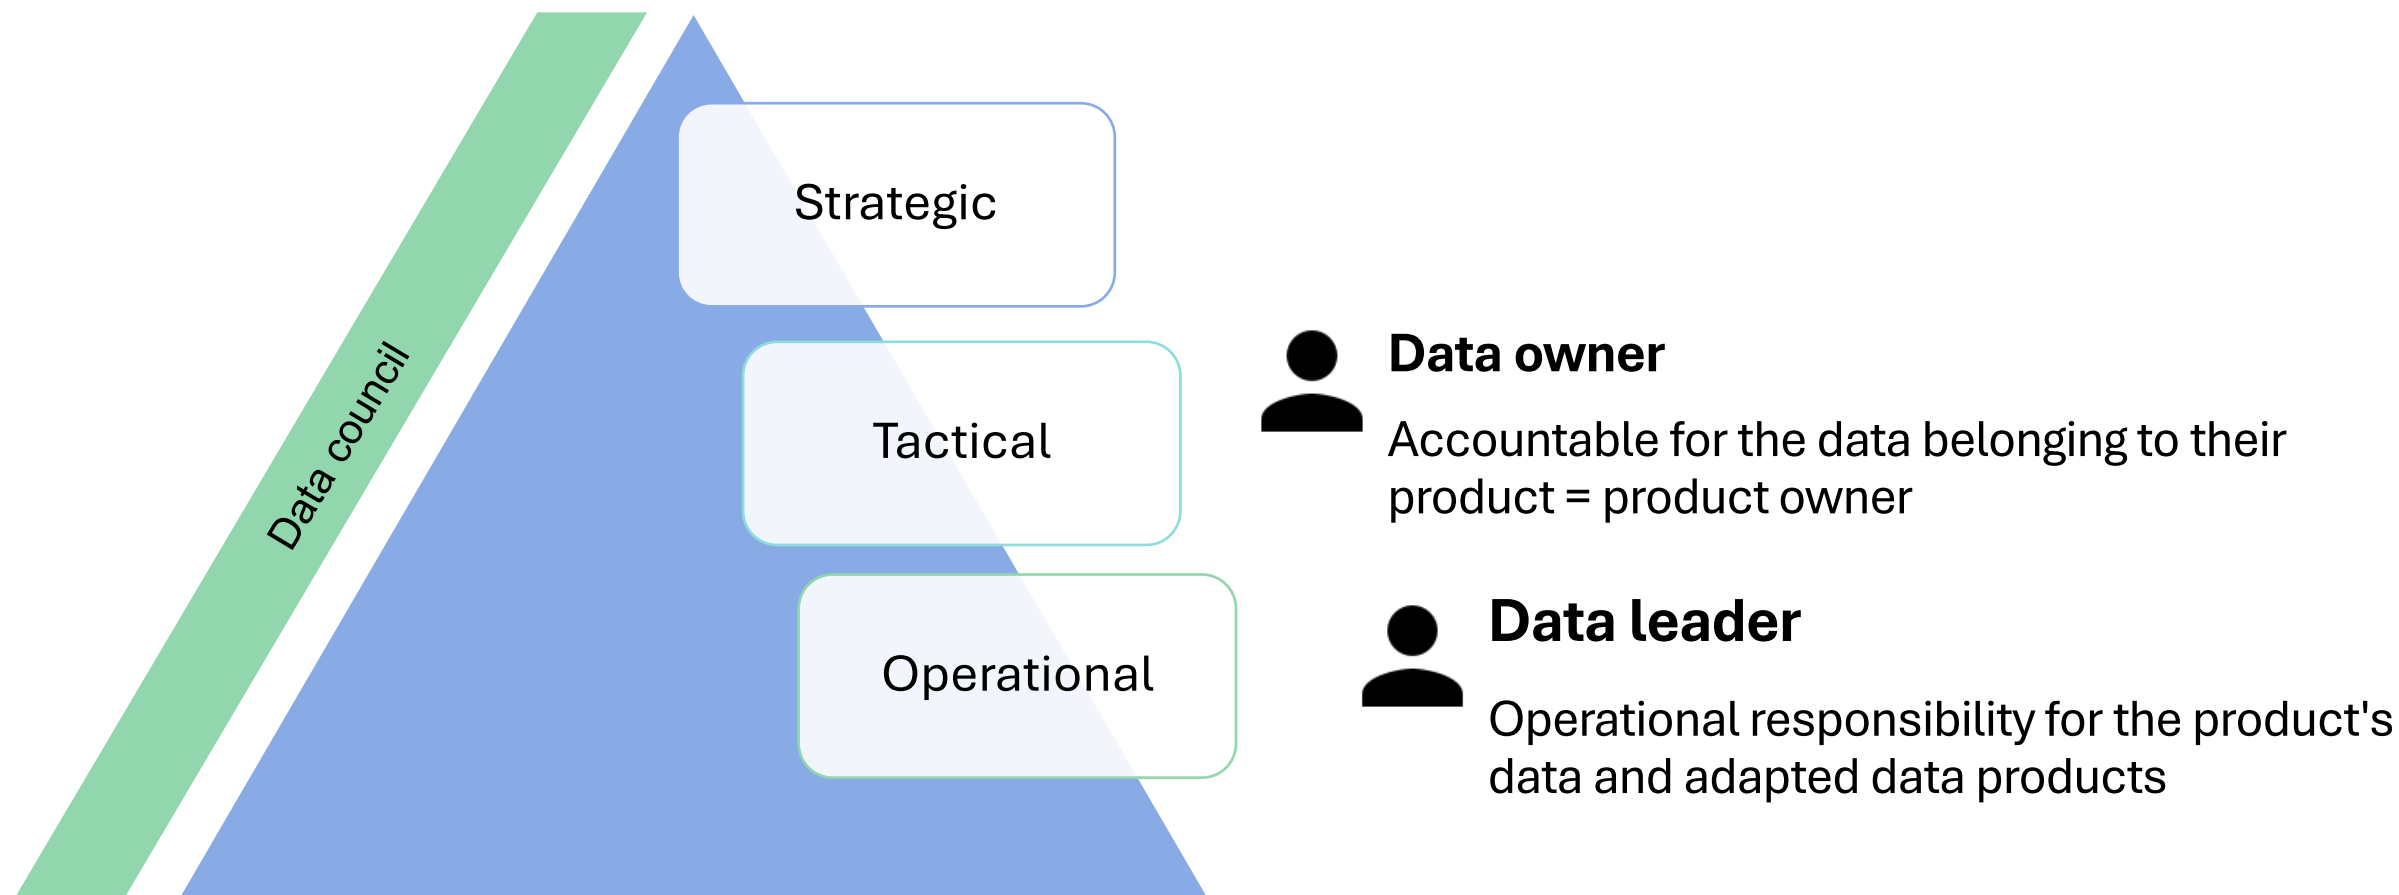 Data council
Strategic
Tactical
Operational
Data owner
Accountable for the data belonging to their
product = product owner
Data leader
Operational responsibility for the product's
data and adapted data products